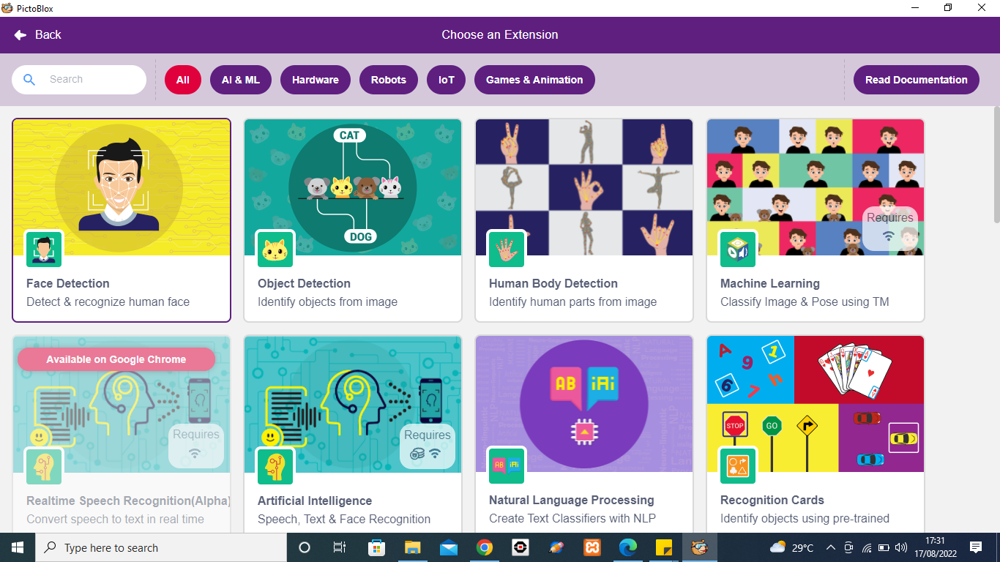 PictoBlox
Back
Choose an Extension
Search
All
AI & ML
Hardware
Robots
IoT
Games & Animation
Read Documentation
Face Detection
Detect & recognize human face
CAT
DOG
Object Detection
Identify objects from image
Human Body Detection
Identify human parts from image
Requires
Machine Learning
Classify Image & Pose using TM
Available on Google Chrome
Requires
Realtime Speech Recognition(Alpha)
Convert speech to text in real time
Requires
Artificial Intelligence
Speech, Text & Face Recognition
AB
AB
Natural Language Processing
Create Text Classifiers with NLP
A
9
1
6
7
h
STOP
GO
Recognition Cards
Identify objects using pre-trained
Type here to search
29°C
17:31
17/08/2022